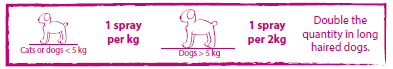 Cats or dogs < 5 kg
1 spray
per kg
Dogs > 5 kg
1 spray
per 2kg
Double the
quantity in long
haired dogs.